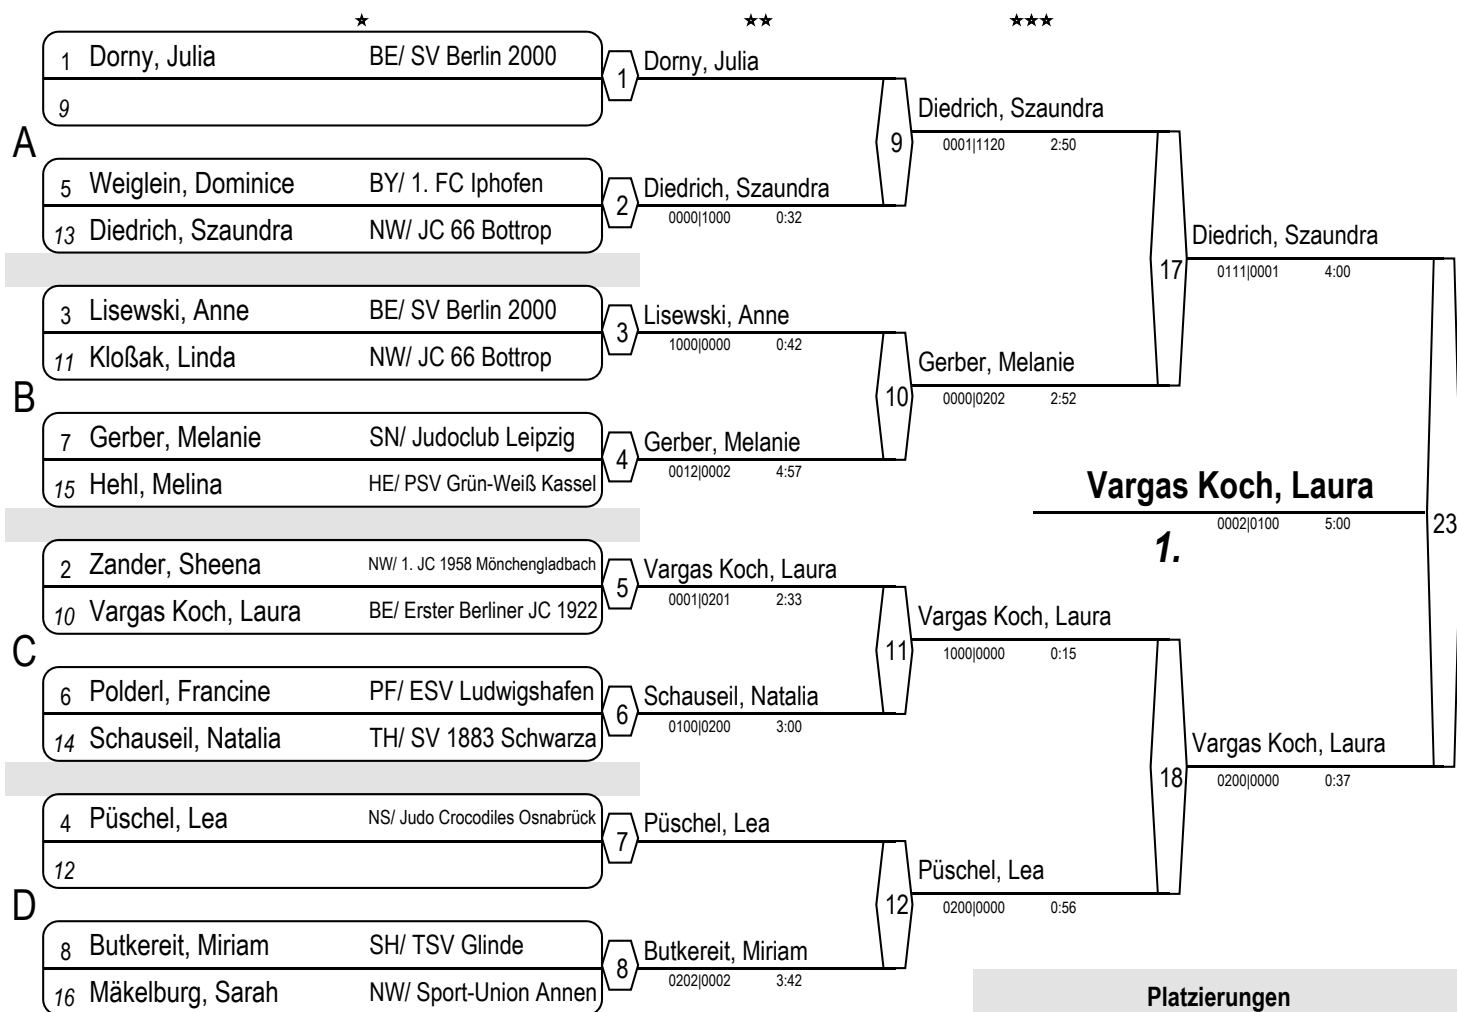 1 Dorny, Julia BE/ SV Berlin 2000
9
1
Dorny, Julia
A
5 Weiglein, Dominice BY/ 1. FC Iphofen
13 Diedrich, Szaundra NW/ JC 66 Bottrop
2
Diedrich, Szaundra
0000|1000 0:32
9
Diedrich, Szaundra
0001|1120 2:50
3 Lisewski, Anne BE/ SV Berlin 2000
11 Kloßak, Linda NW/ JC 66 Bottrop
3
Lisewski, Anne
1000|0000 0:42
B
7 Gerber, Melanie SN/ Judoclub Leipzig
15 Hehl, Melina HE/ PSV Grün-Weiß Kassel
4
Gerber, Melanie
0012|0002 4:57
10
Gerber, Melanie
0000|0202 2:52
17
Diedrich, Szaundra
0111|0001 4:00
2 Zander, Sheena NW/ 1. JC 1958 Mönchengladbach
10 Vargas Koch, Laura BE/ Erster Berliner JC 1922
5
Vargas Koch, Laura
0001|0201 2:33
C
6 Polderl, Francine PF/ ESV Ludwigshafen
14 Schauseil, Natalia TH/ SV 1883 Schwarza
6
Schauseil, Natalia
0100|0200 3:00
11
Vargas Koch, Laura
1000|0000 0:15
4 Püschel, Lea NS/ Judo Crocodiles Osnabrück
12
7
Püschel, Lea
D
8 Butkereit, Miriam SH/ TSV Glinde
16 Mäkelburg, Sarah NW/ Sport-Union Annen
8
Butkereit, Miriam
0202|0002 3:42
12
Püschel, Lea
0200|0000 0:56
18
Vargas Koch, Laura
0200|0000 0:37
23
Vargas Koch, Laura
0002|0100 5:00
1.
Platzierungen